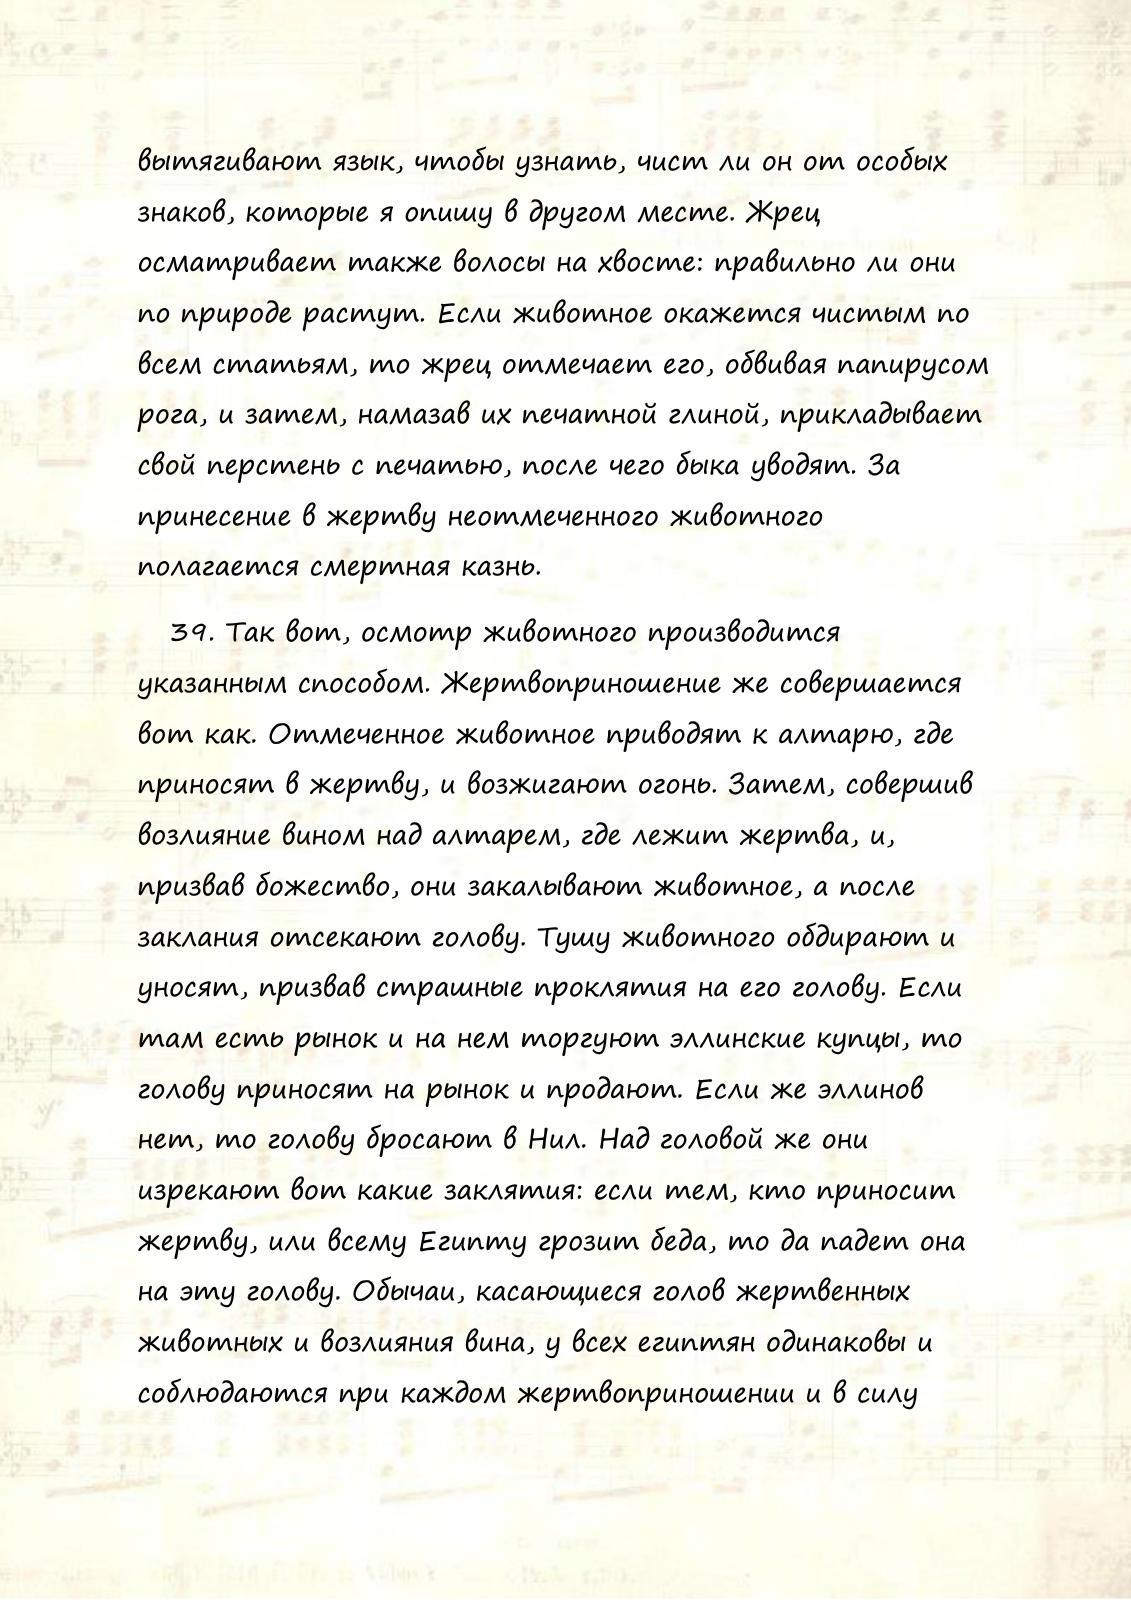 вытягивают язык, чтобы узнать, чист ли он от особых
знаков, которые я опишу в другом месте. Жрец
осматривает также волосы на хвосте: правильно ли они
по природе растут. Если животное окажется чистым по
всем статьям, то жрец отмечает его, обвивая папирусом
рога, и затем, намазав их печатной глиной, прикладывает
свой перстень с печатью, после чего быка уводят. За
принесение в жертву неотмеченного животного
полагается смертная казнь.
39. Так вот, осмотр животного производится
указанным способом. Жертвоприношение же совершается
вот как. Отмеченное животное приводят к алтарю, где
приносят в жертву, и возжигают огонь. Затем, совершив
возлияние вином над алтарем, где лежит жертва, и,
призвав божество, они закалывают животное, а после
заклания отсекают голову. Тушу животного обдирают и
уносят, призвав страшные проклятия на его голову. Если
там есть рынок и на нем торгуют эллинские купцы, то
голову приносят на рынок и продают. Если же эллинов
нет, то голову бросают в Нил. Над головой же они
изрекают вот какие заклятия: если тем, кто приносит
жертву, или всему Египту грозит беда, то да падет она
на эту голову. Обычаи, касающиеся голов жертвенных
животных и возлияния вина, у всех египтян одинаковы и
соблюдаются при каждом жертвоприношении и в силу